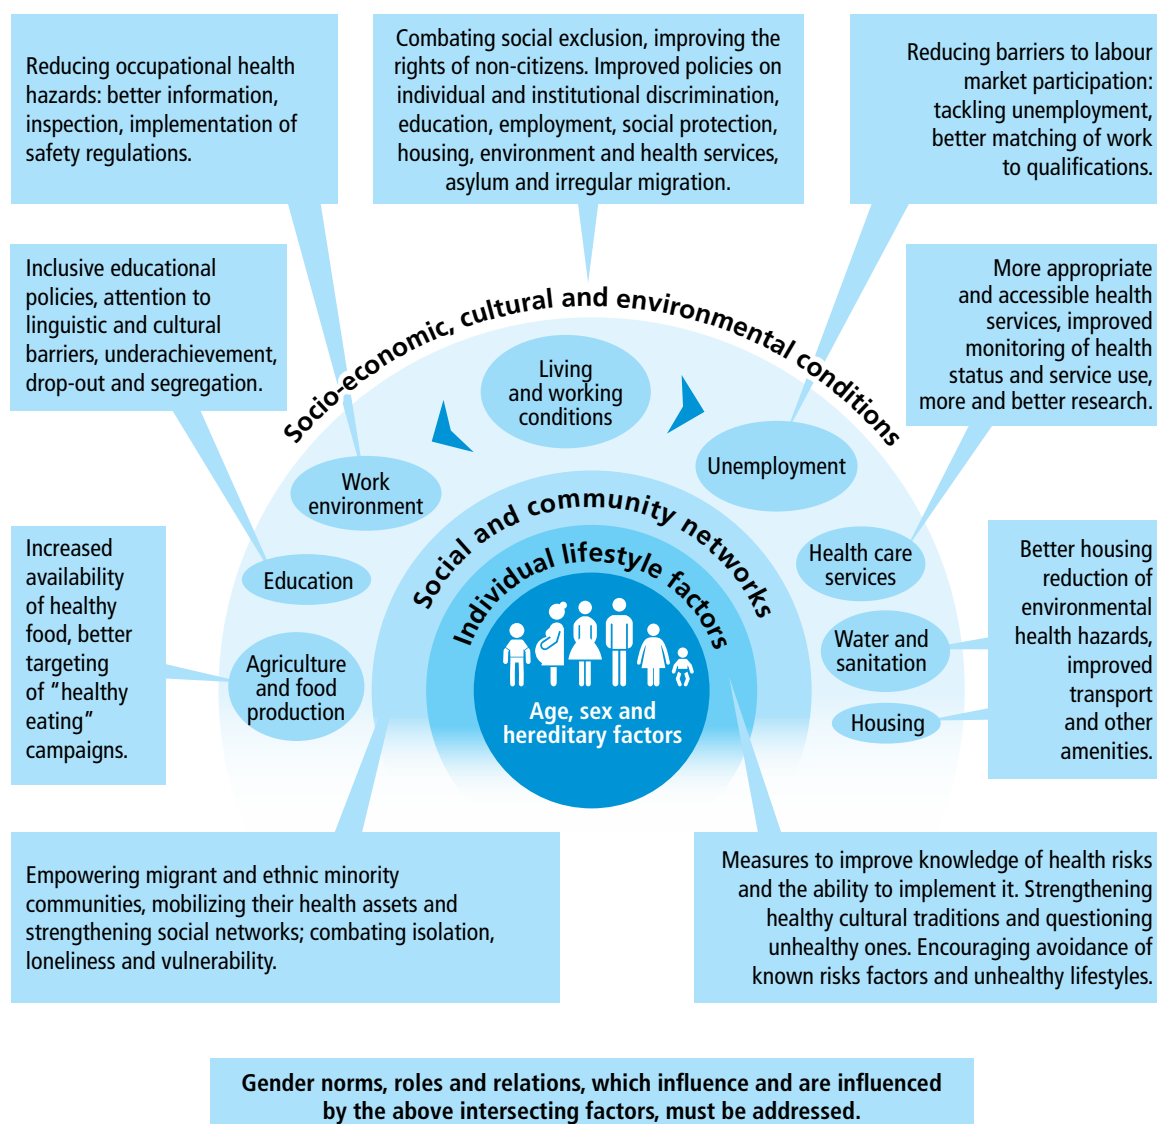 Reducing occupational health
hazards: better information,
inspection, implementation of
safety regulations.
Combating social exclusion, improving the
rights of non-citizens. Improved policies on
individual and institutional discrimination,
education, employment, social protection,
housing, environment and health services,
asylum and irregular migration.
Reducing barriers to labour
market participation:
tackling unemployment,
better matching of work
to qualifications.
Inclusive educational
policies, attention to
linguistic and cultural
barriers, underachievement,
drop-out and segregation.
More appropriate
and accessible health
services, improved
monitoring of health
status and service use,
more and better research.
Socio-economic, cultural and environmental conditions
Living
and working
conditions
Work
environment
Unemployment
Social and community networks
Individual lifestyle factors
Education
Health care
services
Agriculture
and food
production
Water and
sanitation
Housing
Age, sex and
hereditary factors
Increased
availability
of healthy
food, better
targeting
of “healthy
eating”
campaigns.
Better housing
reduction of
environmental
health hazards,
improved
transport
and other
amenities.
Empowering migrant and ethnic minority
communities, mobilizing their health assets and
strengthening social networks; combating isolation,
loneliness and vulnerability.
Measures to improve knowledge of health risks
and the ability to implement it. Strengthening
healthy cultural traditions and questioning
unhealthy ones. Encouraging avoidance of
known risks factors and unhealthy lifestyles.
Gender norms, roles and relations, which influence and are influenced
by the above intersecting factors, must be addressed.